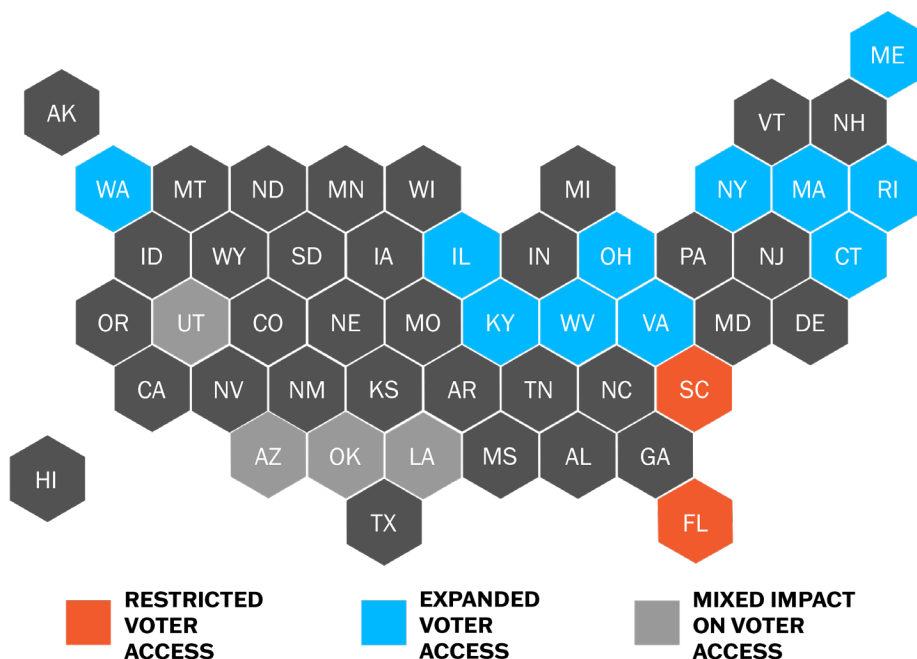 ME
AK
VT NH
WA MT ND MN WI MI NY MA RI
ID WY SD IA IL IN OH PA NJ CT
OR UT CO NE MO KY WV VA MD DE
CA NV NM KS AR TN NC SC
AZ OK LA MS AL GA
HI
TX FL
RESTRICTED
VOTER
ACCESS
EXPANDED
VOTER
ACCESS
MIXED IMPACT
ON VOTER
ACCESS